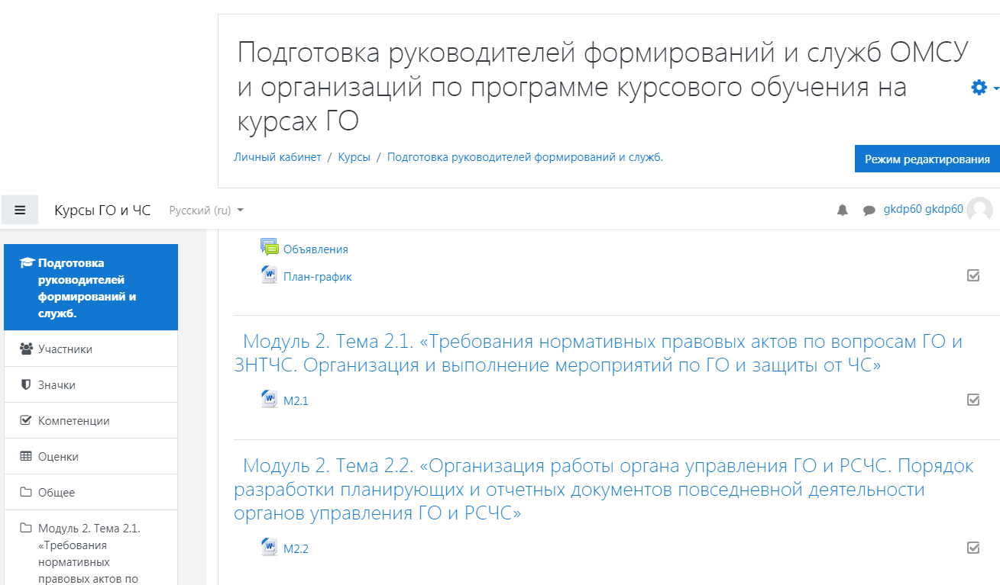 Подготовка руководителей формирований и служб ОМСУ
и организаций по программе курсового обучения на
курсах ГО
Личный кабинет / Курсы / Подготовка руководителей формирований и служб.
Режим редактирования
Курсы ГО и ЧС Русский (ru)
gkdp60 gkdp60
Подготовка
руководителей
формирований и
служб.
Участники
Значки
Компетенции
Оценки
Общее
Модуль 2. Тема 2.1.
«Требования
нормативных
правовых актов по
Объявления
План-график
Модуль 2. Тема 2.1. «Требования нормативных правовых актов по вопросам ГО и
ЗНТЧС. Организация и выполнение мероприятий по ГО и защиты от ЧС»
М2.1
Модуль 2. Тема 2.2. «Организация работы органа управления ГО и РСЧС. Порядок
разработки планирующих и отчетных документов повседневной деятельности
органов управления ГО и РСЧС»
М2.2